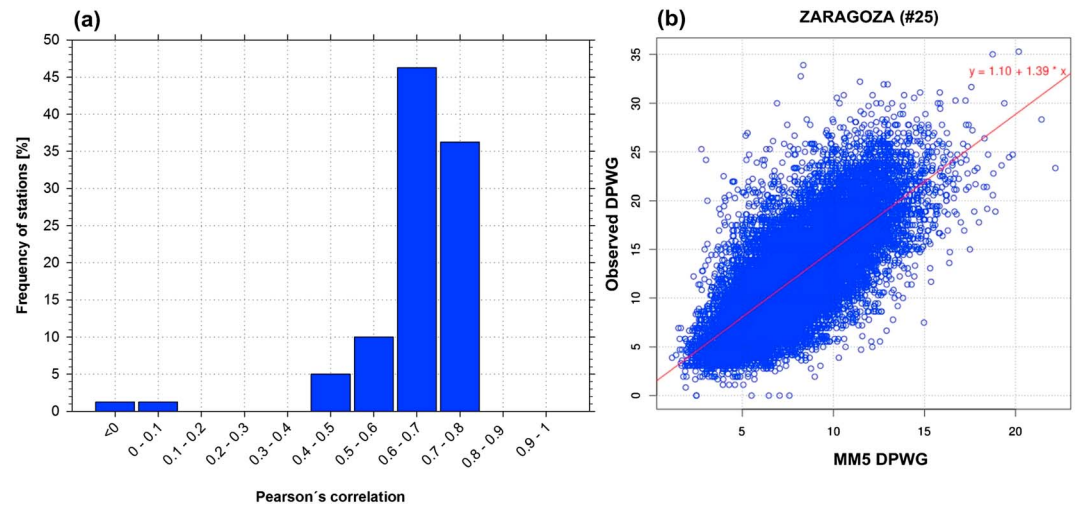 (a)
50
45
40
35
30
25
20
15
10
5
0
Frequency of stations [%]
<0
0 - 0.1
0.1 - 0.2
0.2 - 0.3
0.3 - 0.4
0.4 - 0.5
0.5 - 0.6
0.6 - 0.7
0.7 - 0.8
0.8 - 0.9
0.9 - 1
Pearson´s correlation
(b)
ZARAGOZA (#25)
y = 1.10 + 1.39 * x
35
30
25
20
15
10
5
0
Observed DPWG
5
10
15
20
MM5 DPWG